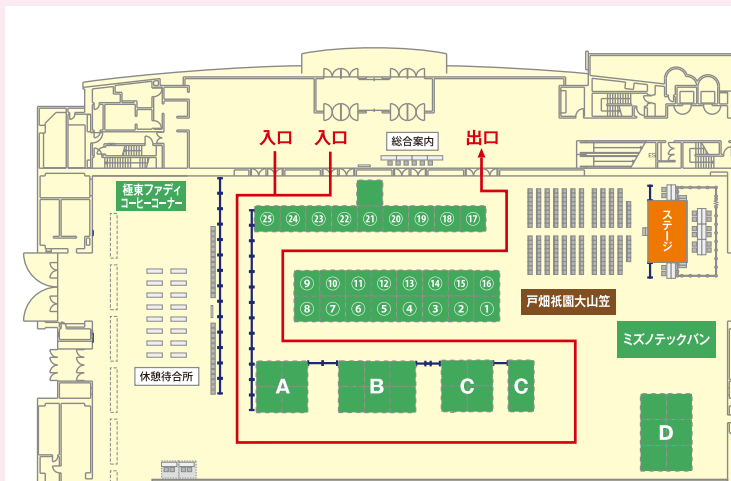 入口
入口
総合案内
出口
ES
極東ファディ
コーヒーコーナー
㉕ ㉔ ㉓ ㉒ ㉑ ⑳ ⑲ ⑱ ⑰
ステージ
⑨ ⑩ ⑪ ⑫ ⑬ ⑭ ⑮ ⑯
⑧ ⑦ ⑥ ⑤ ④ ③ ② ①
戸畑祇園大山笠
ミズノテックバン
休憩待合所
A B C C
D